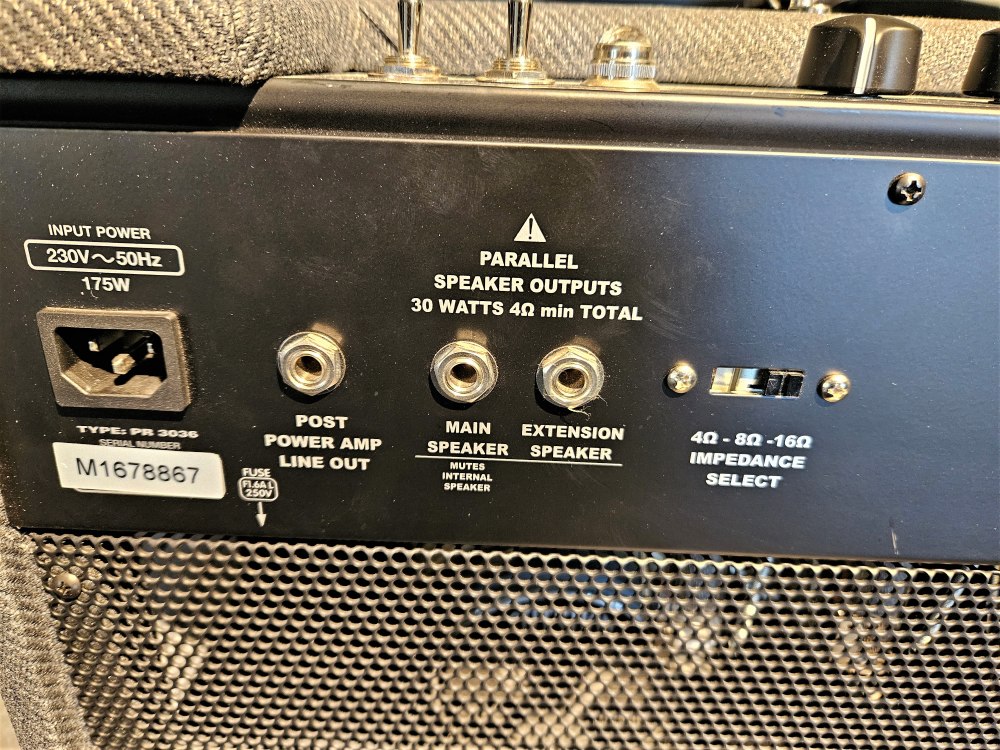 INPUT POWER
230V～50Hz
175W
TYPE: PR 3036
SERIAL NUMBER
M1678867
FUSE
F1.6A L
250V
POST
POWER AMP
LINE OUT
PARALLEL
SPEAKER OUTPUTS
30 WATTS 4Ω min TOTAL
MAIN
SPEAKER
MUTES
INTERNAL
SPEAKER
EXTENSION
SPEAKER
4Ω - 8Ω -16Ω
IMPEDANCE
SELECT